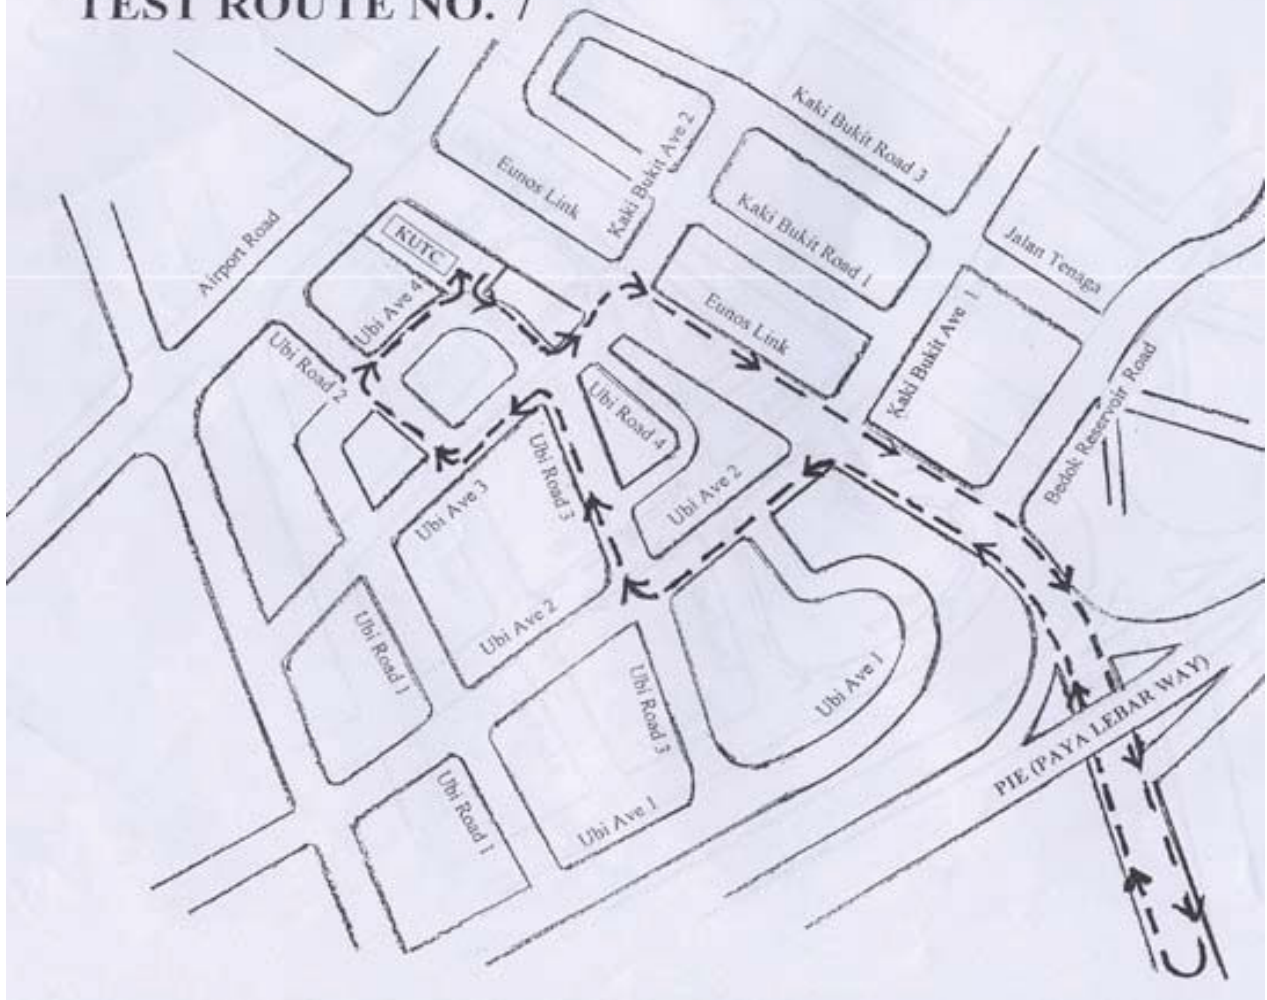 TEST ROUTE NO. 7
Kaki Bukit Road 3
Kaki Bukit Ave 2
Eunos Link
Kaki Bukit Road 1
Jalan Tenaga
KUTC
Airport Road
Ubi Ave 4
Eunos Link
Kaki Bukit Ave 1
Ubi Road 2
Bedok Reservoir Road
Ubi Road 4
Ubi Road 3
Ubi Ave 3
Ubi Ave 2
Ubi Ave 2
Ubi Road 1
Ubi Road 3
Ubi Ave 1
PIE (PAYA LEBAR WAY)
Ubi Road 1
Ubi Ave 1